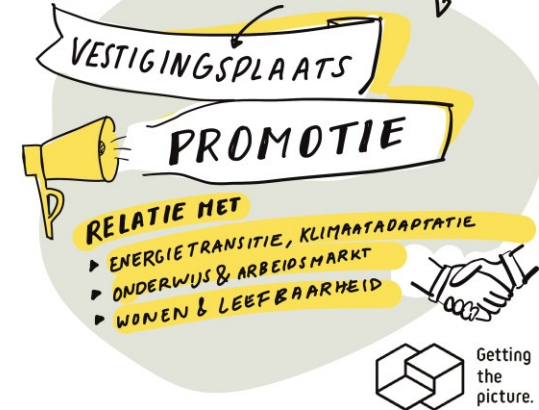 VESTIGINGSPLAATS
PROMOTIE
RELATIE MET
▸ ENERGIETRANSITIE, KLIMAATADAPTATIE
▸ ONDERWIJS & ARBEIDSMARKT
▸ WONEN & LEEFBAARHEID
Getting
the
picture.